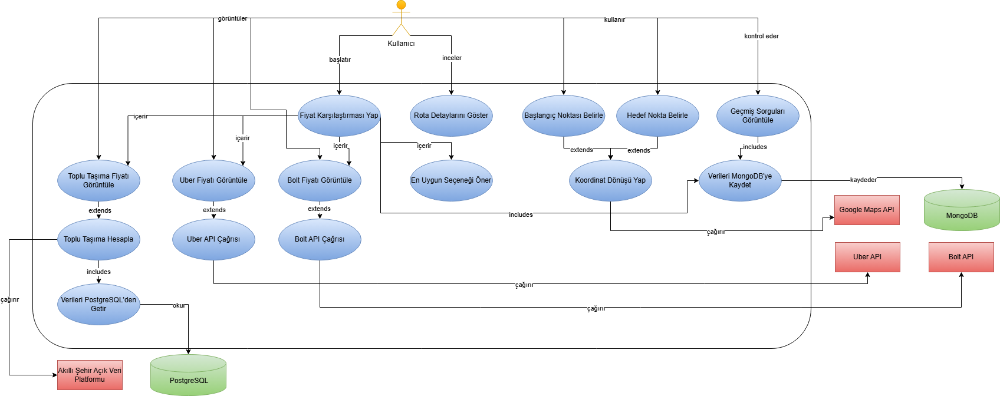 görüntüler
kullanır
kontrol eder
Kullanıcı
başlatır
inceler
Fiyat Karşılaştırması Yap
Rota Detaylarını Göster
Başlangıç Noktası Belirle
Hedef Nokta Belirle
Geçmiş Sorguları
Görüntüle
içerir
içerir
içerir
içerir
extends
extends
includes
Toplu Taşıma Fiyatı
Görüntüle
Uber Fiyatı Görüntüle
Bolt Fiyatı Görüntüle
En Uygun Seçeneği Öner
Koordinat Dönüşü Yap
Verileri MongoDB'ye
Kaydet
kaydeder
extends
extends
extends
includes
Google Maps API
MongoDB
Toplu Taşıma Hesapla
Uber API Çağrısı
Bolt API Çağrısı
çağırır
Uber API
Bolt API
includes
çağırır
çağırır
Verileri PostgreSQL'den
Getir
okur
çağırır
Akıllı Şehir Açık Veri
Platformu
PostgreSQL